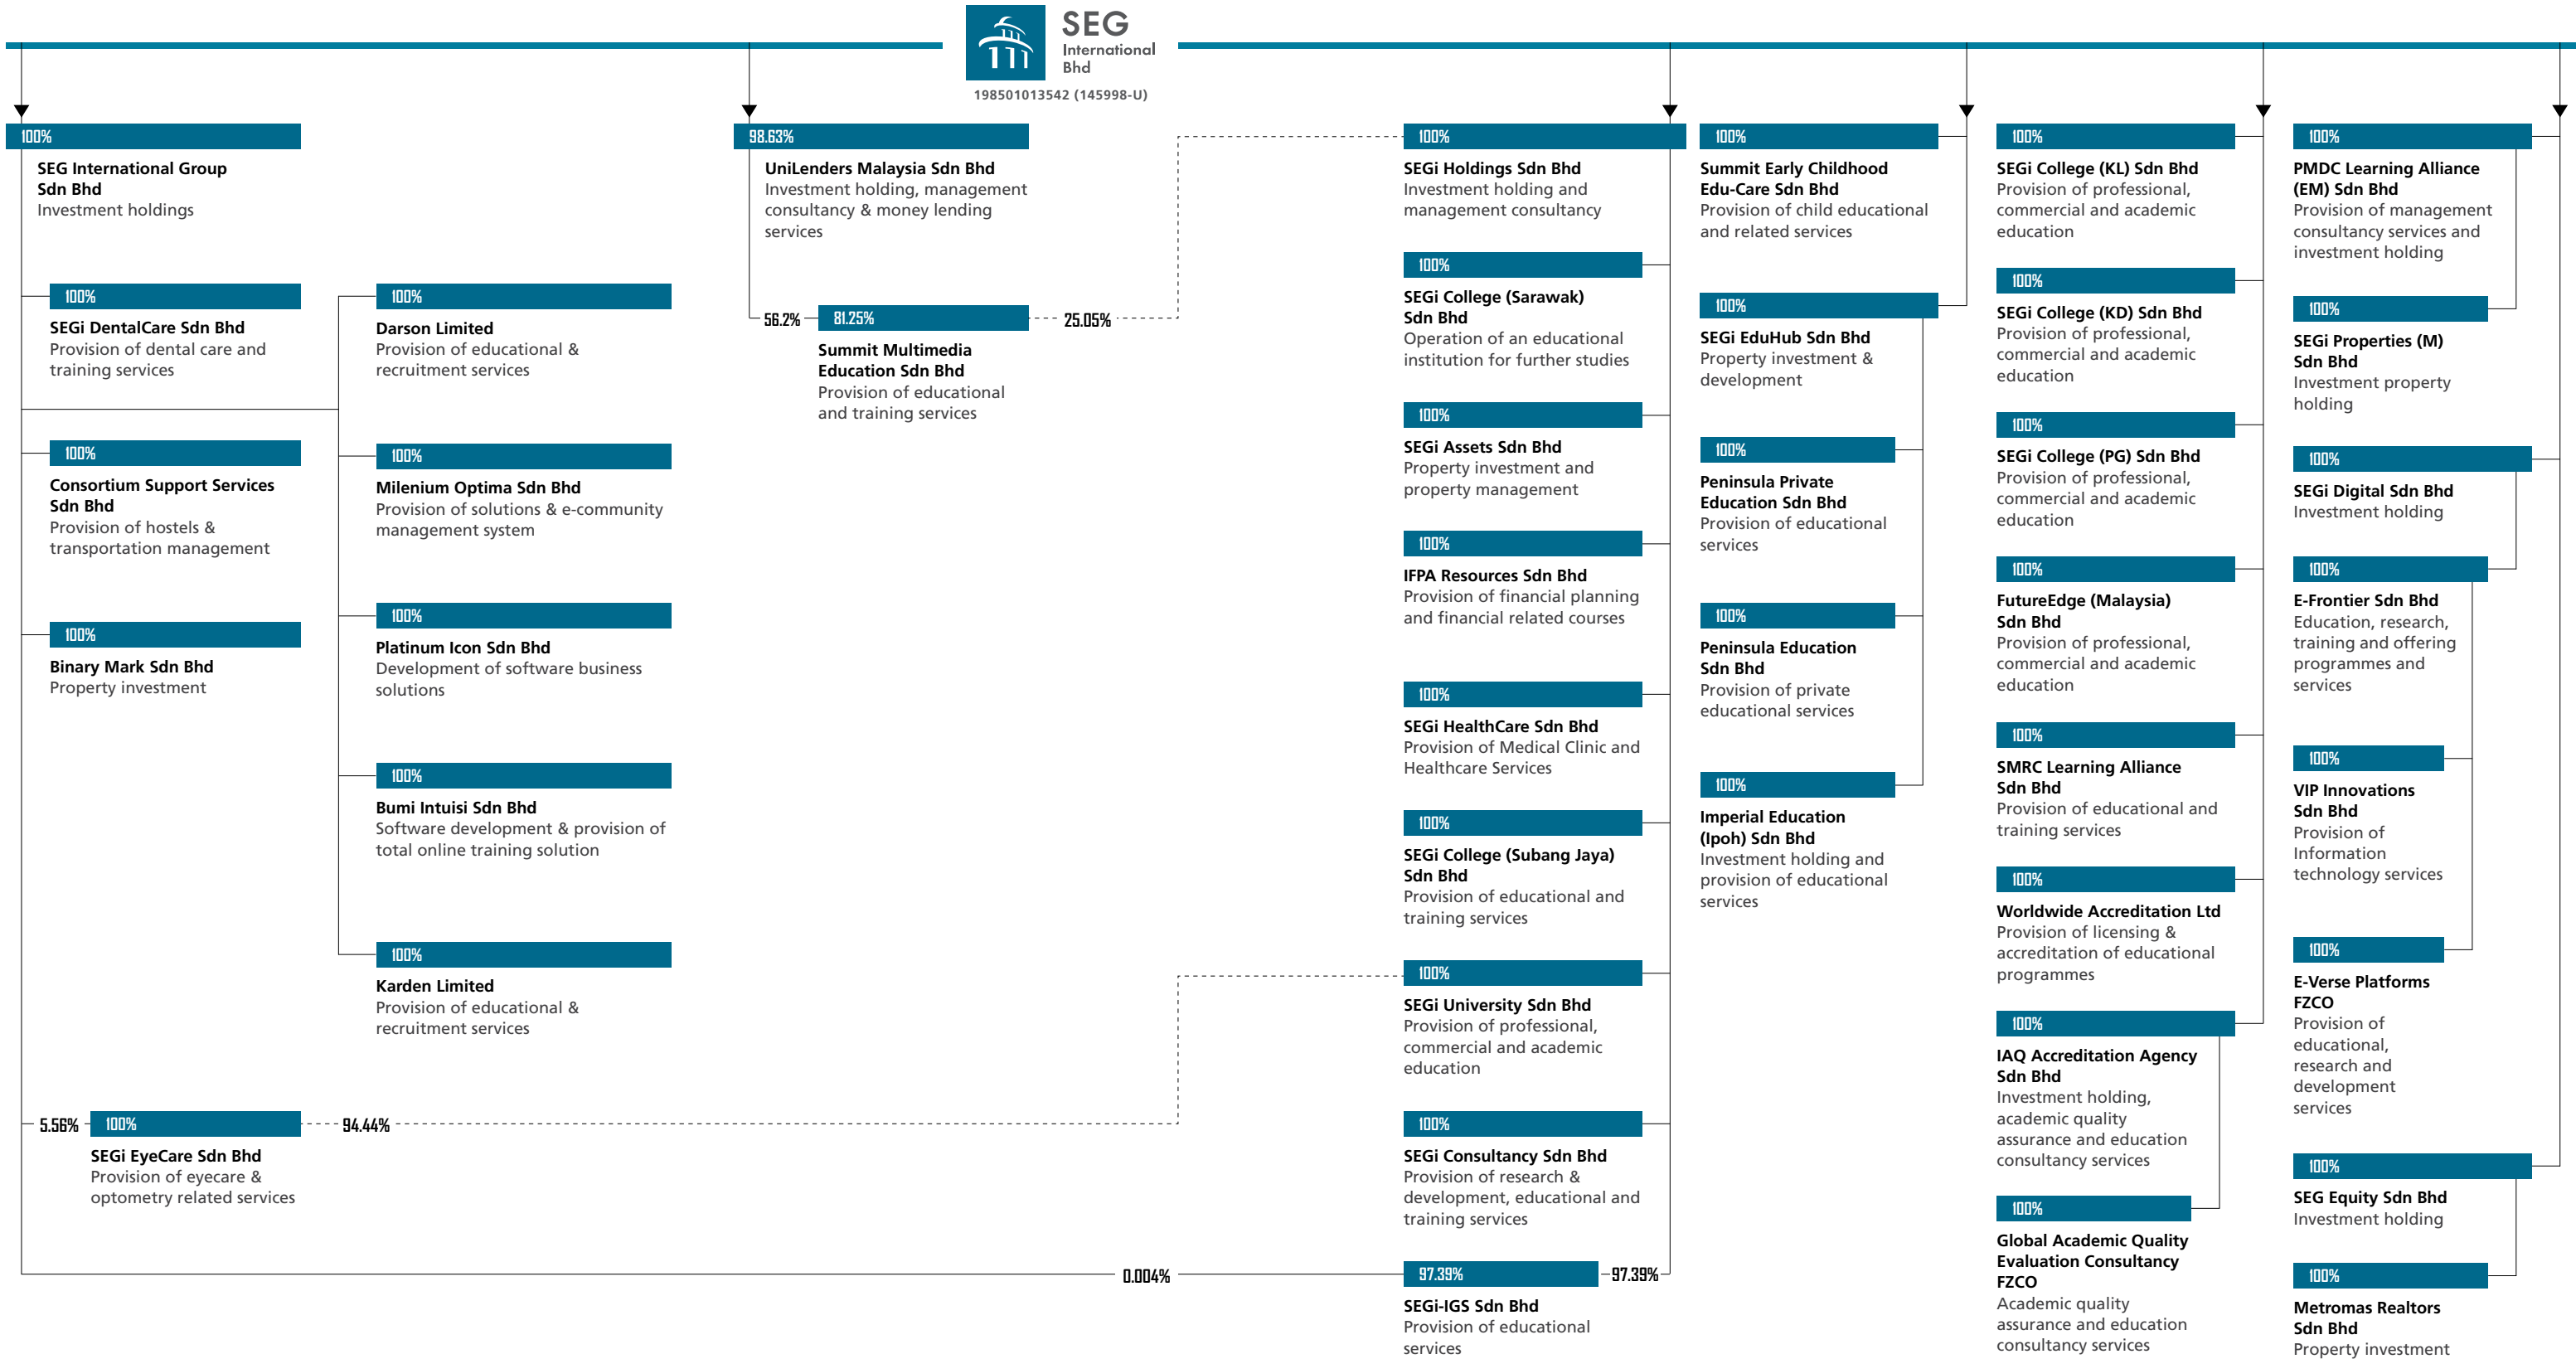 SEG
International
Bhd
198501013542 (145998-U)
100%
SEG International Group
Sdn Bhd
Investment holdings
100%
SEGi DentalCare Sdn Bhd
Provision of dental care and
training services
100%
Consortium Support Services
Sdn Bhd
Provision of hostels &
transportation management
100%
Binary Mark Sdn Bhd
Property investment
100%
Darson Limited
Provision of educational &
recruitment services
100%
Milenium Optima Sdn Bhd
Provision of solutions & e-community
management system
100%
Platinum Icon Sdn Bhd
Development of software business
solutions
100%
Bumi Intuisi Sdn Bhd
Software development & provision of
total online training solution
100%
Karden Limited
Provision of educational &
recruitment services
5.56%
100%
94.44%
SEGi EyeCare Sdn Bhd
Provision of eyecare &
optometry related services
98.63%
UniLenders Malaysia Sdn Bhd
Investment holding, management
consultancy & money lending
services
56.2%
81.25%
25.05%
Summit Multimedia
Education Sdn Bhd
Provision of educational
and training services
100%
SEGi Holdings Sdn Bhd
Investment holding and
management consultancy
100%
SEGi College (Sarawak)
Sdn Bhd
Operation of an educational
institution for further studies
100%
SEGi Assets Sdn Bhd
Property investment and
property management
100%
IFPA Resources Sdn Bhd
Provision of financial planning
and financial related courses
100%
SEGi HealthCare Sdn Bhd
Provision of Medical Clinic and
Healthcare Services
100%
SEGi College (Subang Jaya)
Sdn Bhd
Provision of educational and
training services
100%
SEGi University Sdn Bhd
Provision of professional,
commercial and academic
education
100%
SEGi Consultancy Sdn Bhd
Provision of research &
development, educational and
training services
0.004%
97.39%
97.39%
SEGi-IGS Sdn Bhd
Provision of educational
services
100%
Summit Early Childhood
Edu-Care Sdn Bhd
Provision of child educational
and related services
100%
SEGi EduHub Sdn Bhd
Property investment &
development
100%
Peninsula Private
Education Sdn Bhd
Provision of educational
services
100%
Peninsula Education
Sdn Bhd
Provision of private
educational services
100%
Imperial Education
(Ipoh) Sdn Bhd
Investment holding and
provision of educational
services
100%
SEGi College (KL) Sdn Bhd
Provision of professional,
commercial and academic
education
100%
SEGi College (KD) Sdn Bhd
Provision of professional,
commercial and academic
education
100%
SEGi College (PG) Sdn Bhd
Provision of professional,
commercial and academic
education
100%
FutureEdge (Malaysia)
Sdn Bhd
Provision of professional,
commercial and academic
education
100%
SMRC Learning Alliance
Sdn Bhd
Provision of educational and
training services
100%
Worldwide Accreditation Ltd
Provision of licensing &
accreditation of educational
programmes
100%
IAQ Accreditation Agency
Sdn Bhd
Investment holding,
academic quality
assurance and education
consultancy services
100%
Global Academic Quality
Evaluation Consultancy
FZCO
Academic quality
assurance and education
consultancy services
100%
PMDC Learning Alliance
(EM) Sdn Bhd
Provision of management
consultancy services and
investment holding
100%
SEGi Properties (M)
Sdn Bhd
Investment property
holding
100%
SEGi Digital Sdn Bhd
Investment holding
100%
E-Frontier Sdn Bhd
Education, research,
training and offering
programmes and
services
100%
VIP Innovations
Sdn Bhd
Provision of
Information
technology services
100%
E-Verse Platforms
FZCO
Provision of
educational,
research and
development
services
100%
SEG Equity Sdn Bhd
Investment holding
100%
Metromas Realtors
Sdn Bhd
Property investment